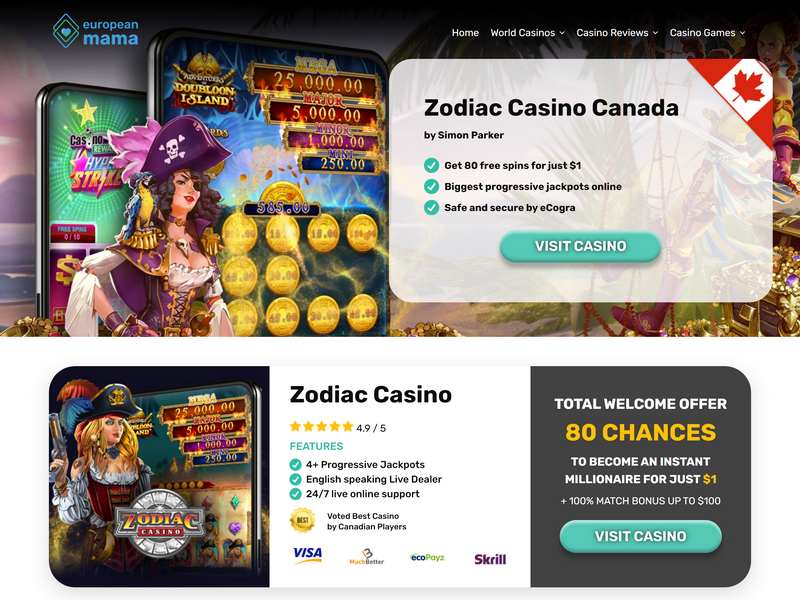 european
mama
Home World Casinos Casino Reviews Casino Games
Zodiac Casino Canada
by Simon Parker
Get 80 free spins for just $1
Biggest progressive jackpots online
Safe and secure by eCogra
VISIT CASINO
ADVENTURES OF
DOUBLOON
ISLAND
MEGA
25,000.00
MAJOR
5,000.00
MINOR
1,000.00
MINI
250.00
585.00
HYPER
STRIKE
FREE SPINS
0 / 10
Zodiac Casino
4.9 / 5
FEATURES
4+ Progressive Jackpots
English speaking Live Dealer
24/7 live online support
BEST
Voted Best Casino
by Canadian Players
VISA
MuchBetter
ecoPayz
Skrill
MEGA
25,000.00
MAJOR
5,000.00
MINOR
1,000.00
MINI
250.00
ZODIAC
CASINO
TOTAL WELCOME OFFER
80 CHANCES
TO BECOME AN INSTANT
MILLIONAIRE FOR JUST $1
+ 100% MATCH BONUS UP TO $100
VISIT CASINO